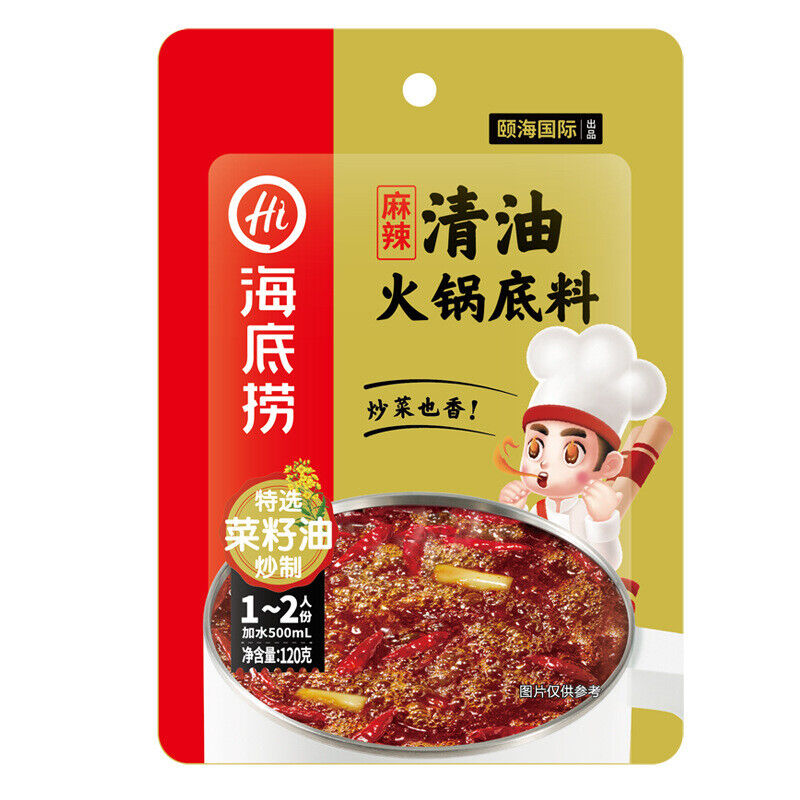 颐海国际 出品
Hi
海底捞
麻辣
清油
火锅底料
炒菜也香！
特选
菜籽油
炒制
1~2人份
加水500mL
净含量:120克
图片仅供参考